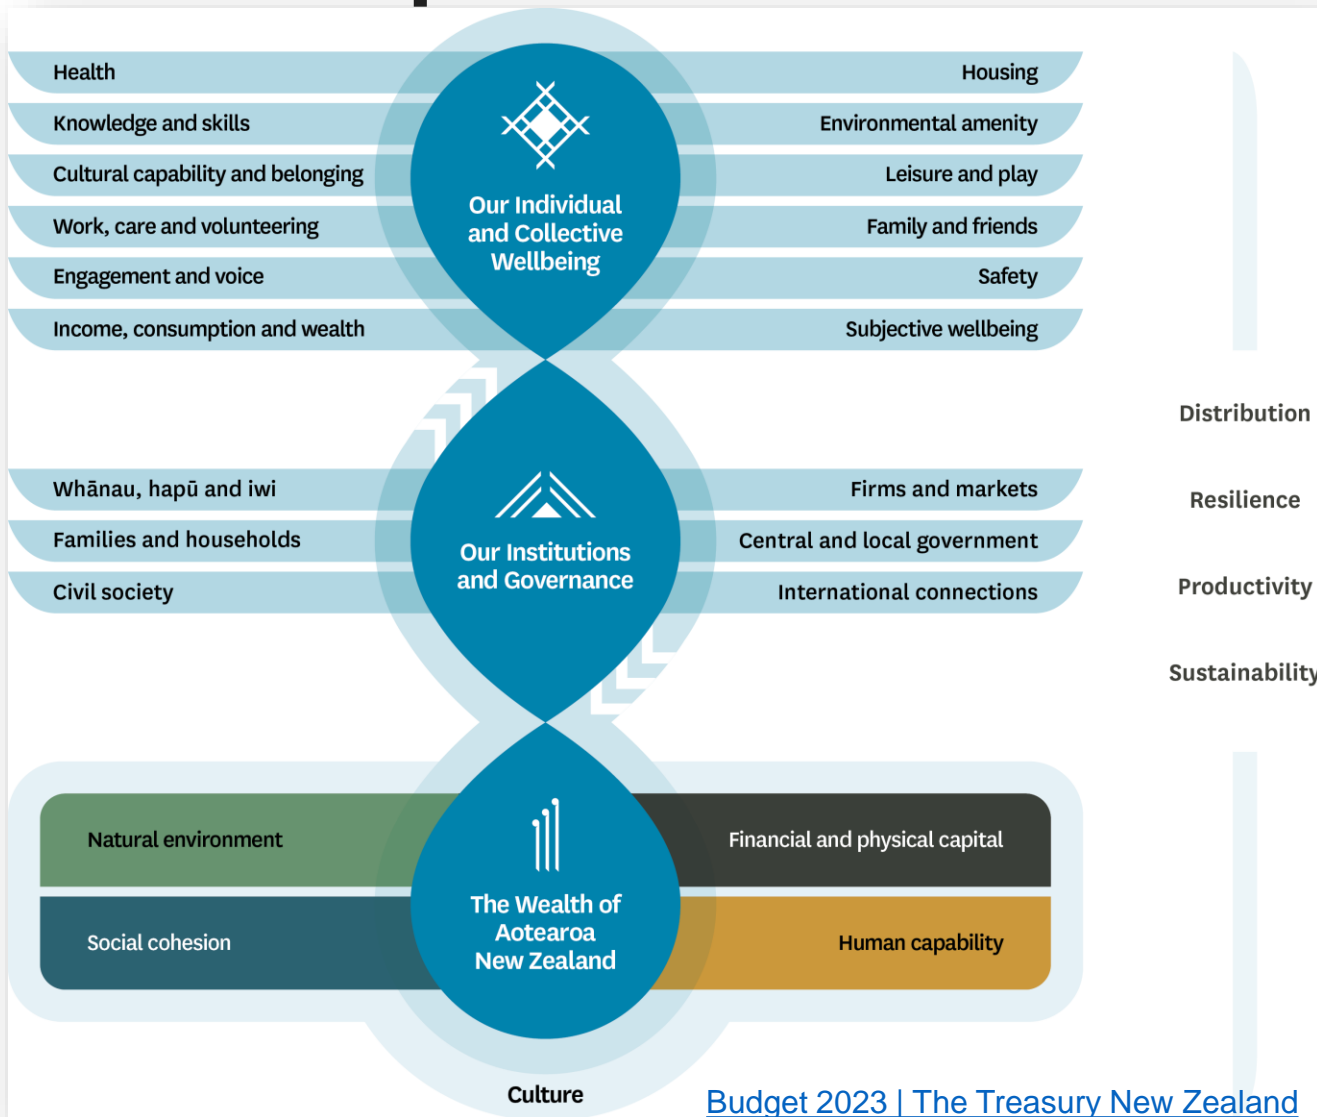 Health
Knowledge and skills
Cultural capability and belonging
Work, care and volunteering
Engagement and voice
Income, consumption and wealth
Our Individual
and Collective
Wellbeing
Housing
Environmental amenity
Leisure and play
Family and friends
Safety
Subjective wellbeing
Whānau, hapū and iwi
Families and households
Civil society
Our Institutions
and Governance
Firms and markets
Central and local government
International connections
Distribution
Resilience
Productivity
Sustainability
Natural environment
Social cohesion
The Wealth of
Aotearoa
New Zealand
Financial and physical capital
Human capability
Culture
Budget 2023 | The Treasury New Zealand